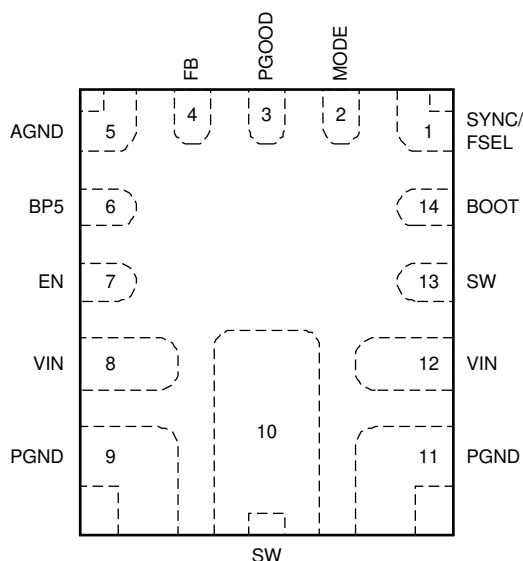 FB
PGOOD
MODE
AGND
5
4
3
2
1
SYNC/
FSEL
BP5
6
14
BOOT
EN
7
13
SW
VIN
8
12
VIN
10
PGND
9
11
PGND
SW